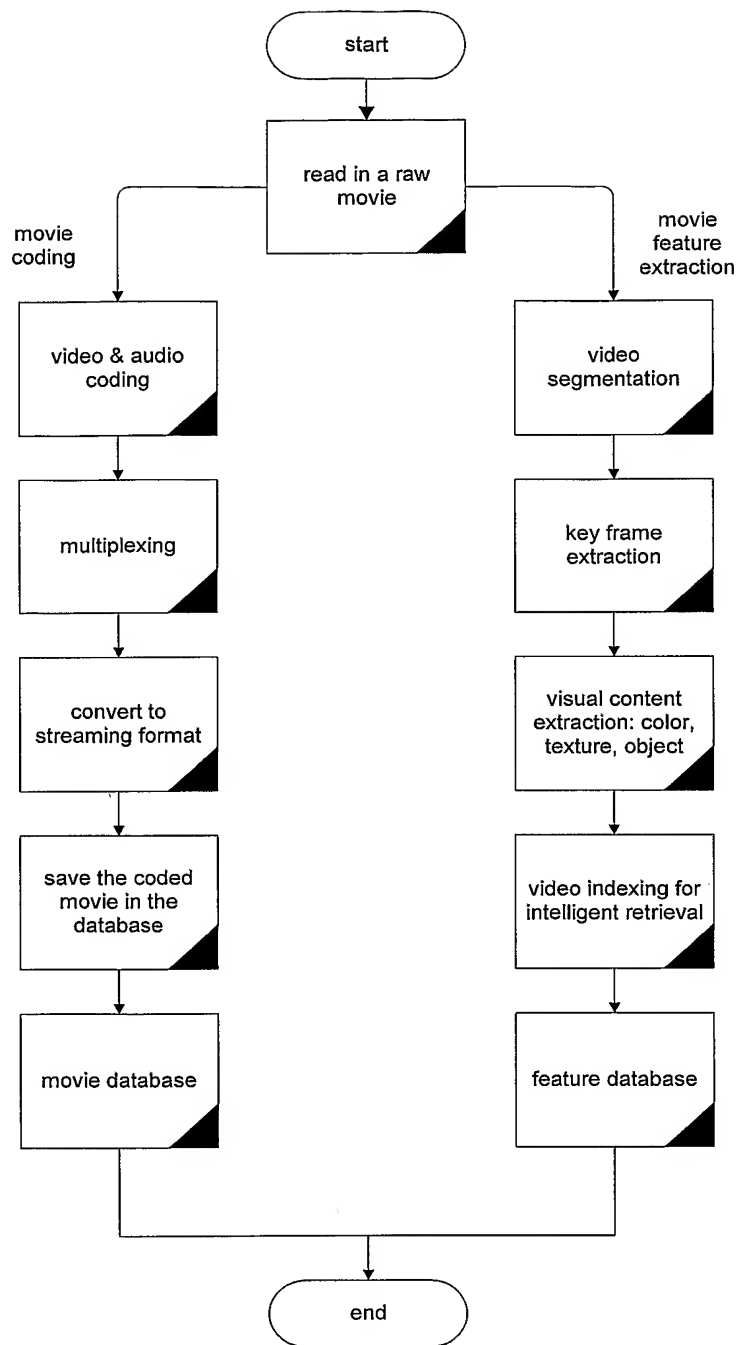 start
read in a raw
movie
movie
coding
video & audio
coding
multiplexing
convert to
streaming format
save the coded
movie in the
database
movie database
movie
feature
extraction
video
segmentation
key frame
extraction
visual content
extraction: color,
texture, object
video indexing for
intelligent retrieval
feature database
end